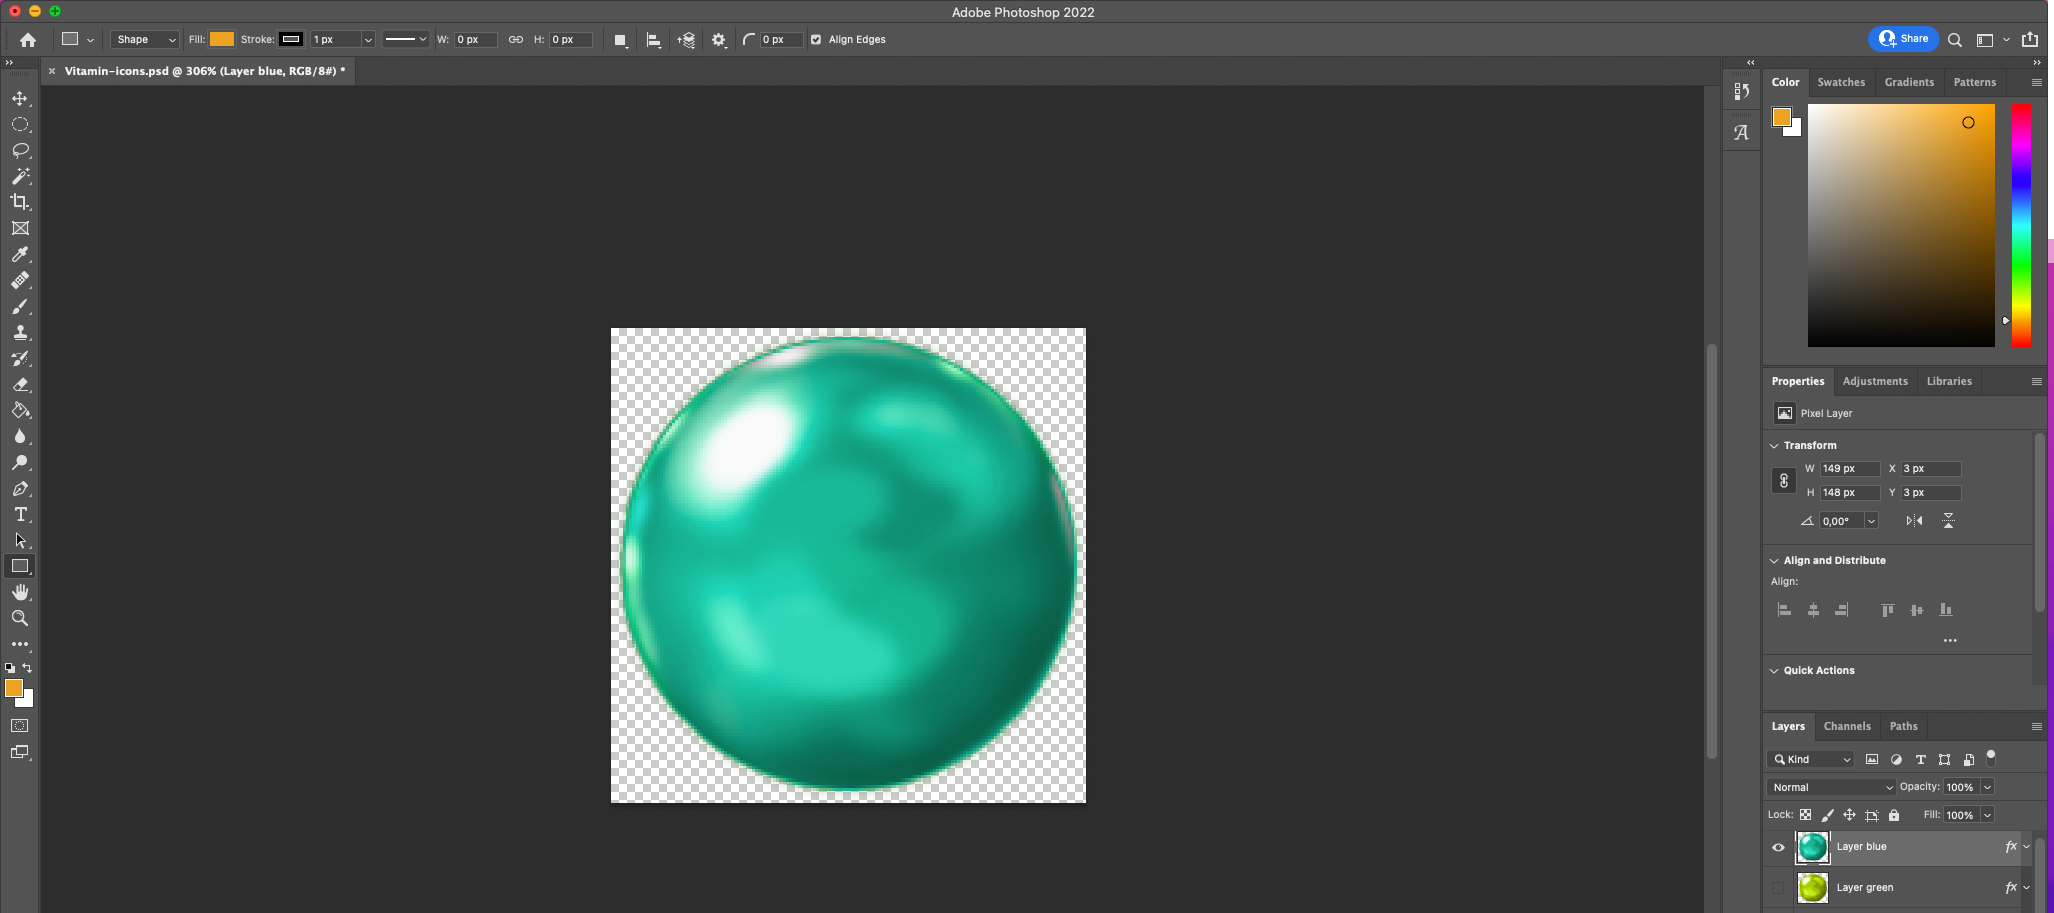 Adobe Photoshop 2022
Shape Fill: Stroke: 1 px W: 0 px H: 0 px 0 px Align Edges Share
Vitamin-icons.psd @ 306% (Layer blue, RGB/8#) *
Color Swatches Gradients Patterns
Properties Adjustments Libraries
Pixel Layer
Transform
W 149 px X 3 px
H 148 px Y 3 px
0,00°
Align and Distribute
Align:
Quick Actions
Layers Channels Paths
Kind
Normal Opacity: 100%
Lock: Fill: 100%
Layer blue fx
Layer green fx